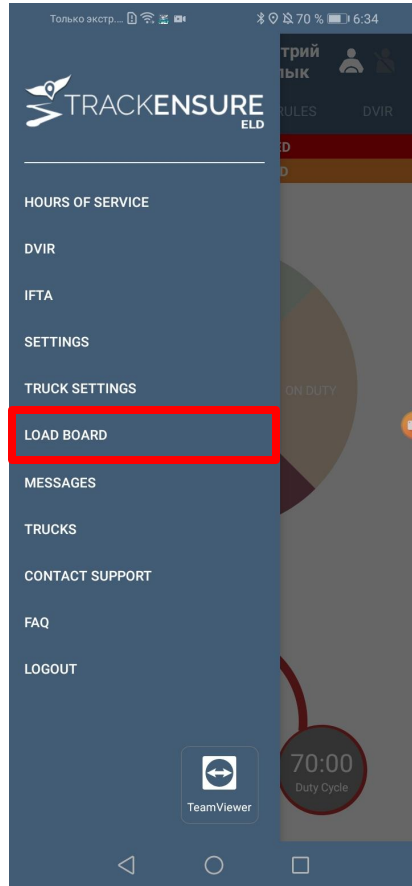 Только экстр... 70 % 6:34
трий
лык
TRACKENSURE
ELD
RULES DVIR
ED
D
HOURS OF SERVICE
DVIR
IFTA
SETTINGS
TRUCK SETTINGS
ON DUTY
LOAD BOARD
MESSAGES
TRUCKS
CONTACT SUPPORT
FAQ
LOGOUT
70:00
Duty Cycle
TeamViewer